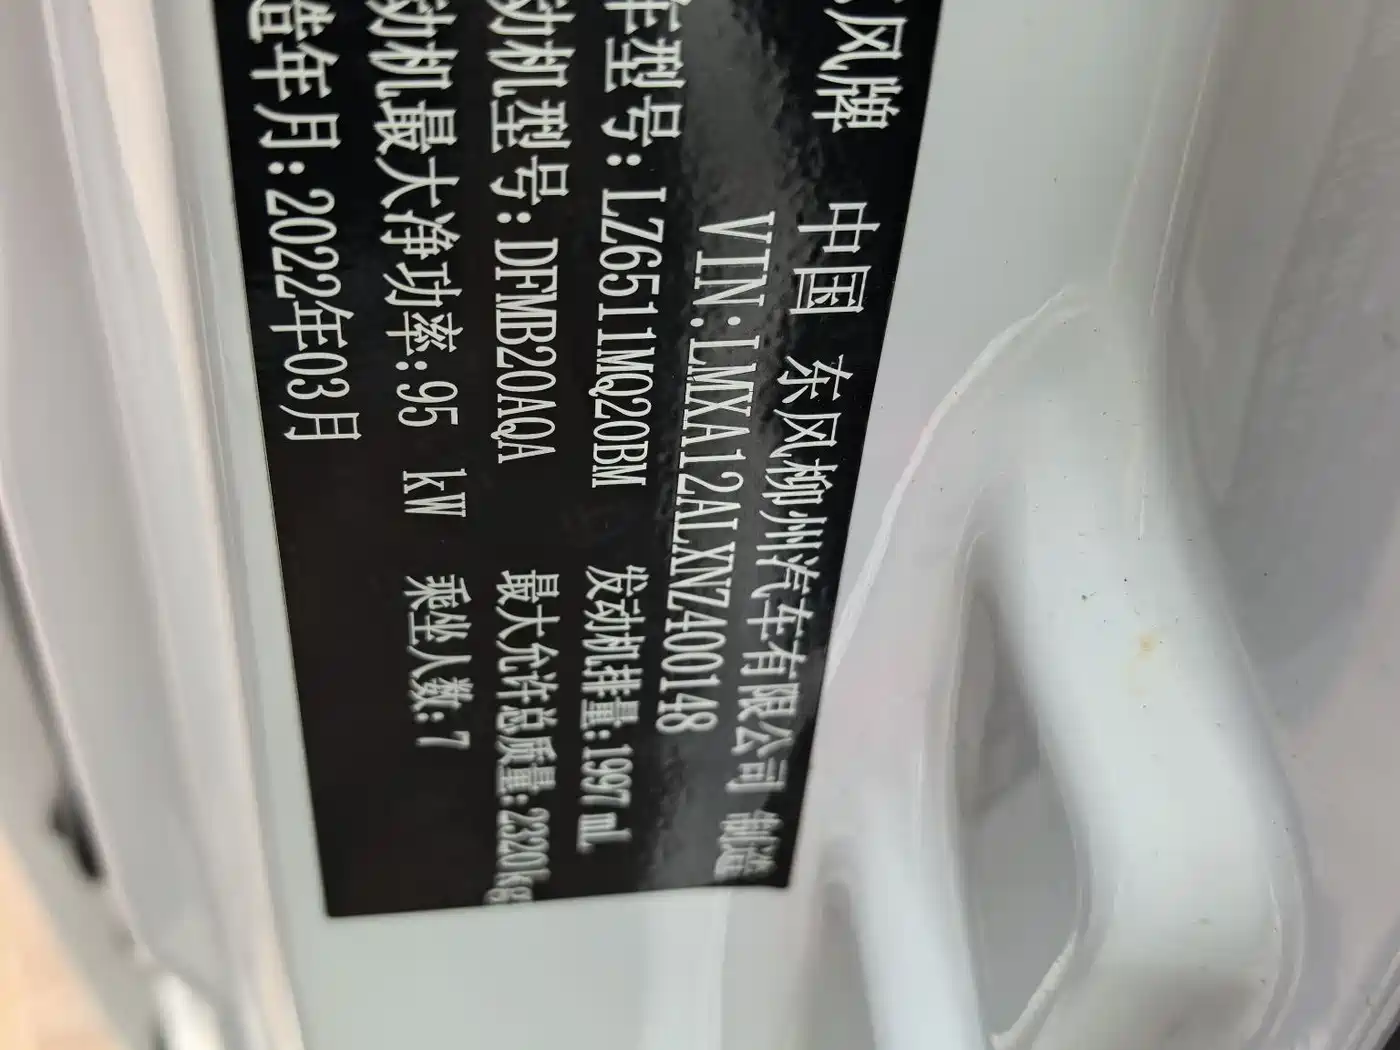 东风牌 中国 东风柳州汽车有限公司 制造
VIN:LMXA12ALXNZ400148
车型号:LZ6511MQ20BM 发动机排量:1997 mL
动机型号:DFMB20AQA 最大允许总质量:2320kg
动机最大净功率:95 kW 乘坐人数:7
造年月:2022年03月